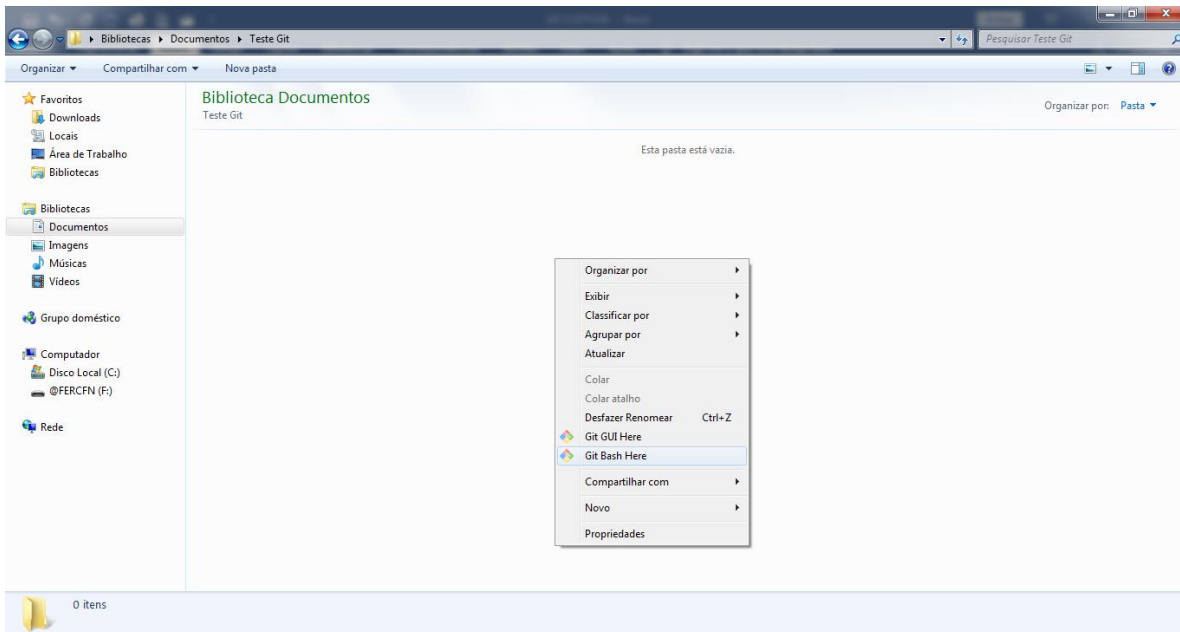 Bibliotecas Documentos Teste Git
Pesquisar Teste Git
Organizar Compartilhar com Nova pasta
Favoritos
Downloads
Locais
Área de Trabalho
Bibliotecas
Bibliotecas
Documentos
Imagens
Músicas
Vídeos
Grupo doméstico
Computador
Disco Local (C:)
@FERCFN (F:)
Rede
Biblioteca Documentos
Teste Git
Organizar por: Pasta
Esta pasta está vazia.
Organizar por
Exibir
Classificar por
Agrupar por
Atualizar
Colar
Colar atalho
Desfazer Renomear Ctrl+Z
Git GUI Here
Git Bash Here
Compartilhar com
Novo
Propriedades
0 itens